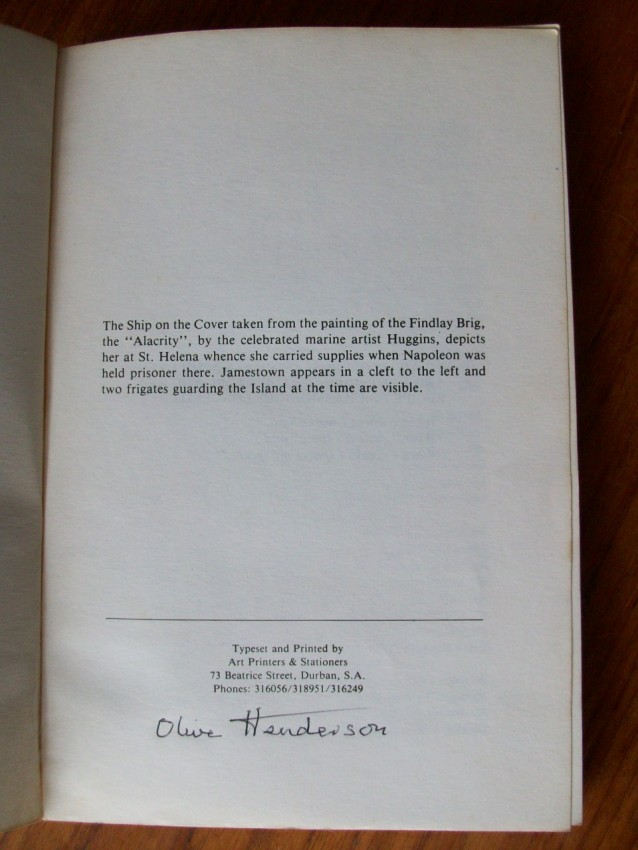 The Ship on the Cover taken from the painting of the Findlay Brig,
the "Alacrity", by the celebrated marine artist Huggins, depicts
her at St. Helena whence she carried supplies when Napoleon was
held prisoner there. Jamestown appears in a cleft to the left and
two frigates guarding the Island at the time are visible.
Typeset and Printed by
Art Printers & Stationers
73 Beatrice Street, Durban, S.A.
Phones: 316056/318951/316249
Olive Henderson